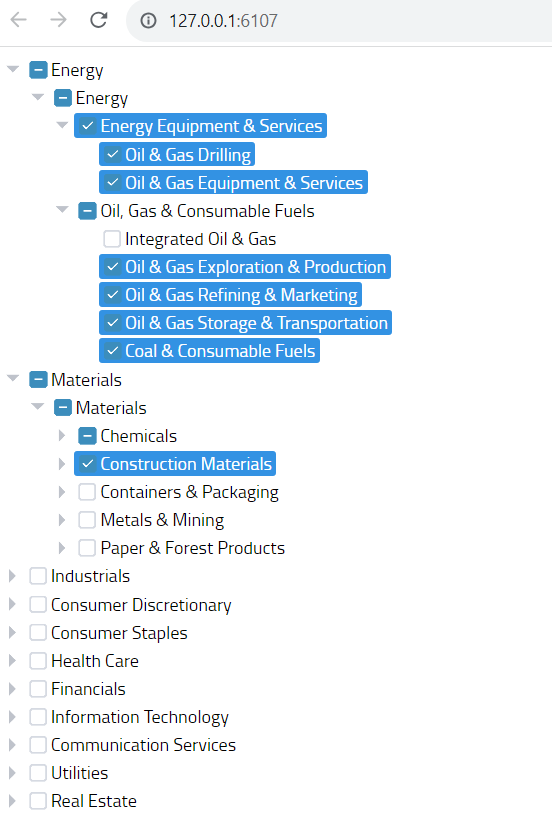 127.0.0.1:6107
Energy
Energy
Energy Equipment & Services
Oil & Gas Drilling
Oil & Gas Equipment & Services
Oil, Gas & Consumable Fuels
Integrated Oil & Gas
Oil & Gas Exploration & Production
Oil & Gas Refining & Marketing
Oil & Gas Storage & Transportation
Coal & Consumable Fuels
Materials
Materials
Chemicals
Construction Materials
Containers & Packaging
Metals & Mining
Paper & Forest Products
Industrials
Consumer Discretionary
Consumer Staples
Health Care
Financials
Information Technology
Communication Services
Utilities
Real Estate